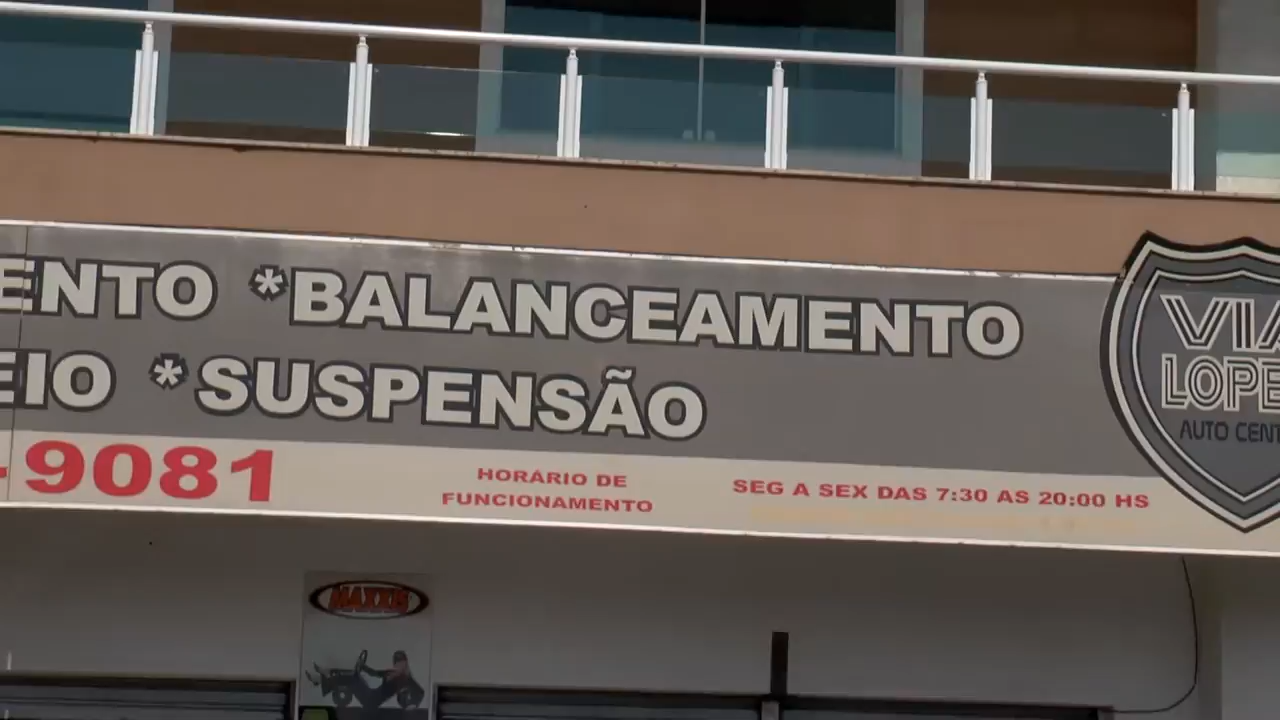 ENTO *BALANCEAMENTO
EIO *SUSPENSÃO
-9081
HORÁRIO DE
FUNCIONAMENTO
SEG A SEX DAS 7:30 AS 20:00 HS
VIA
LOPE
AUTO CENT
MAXXIS